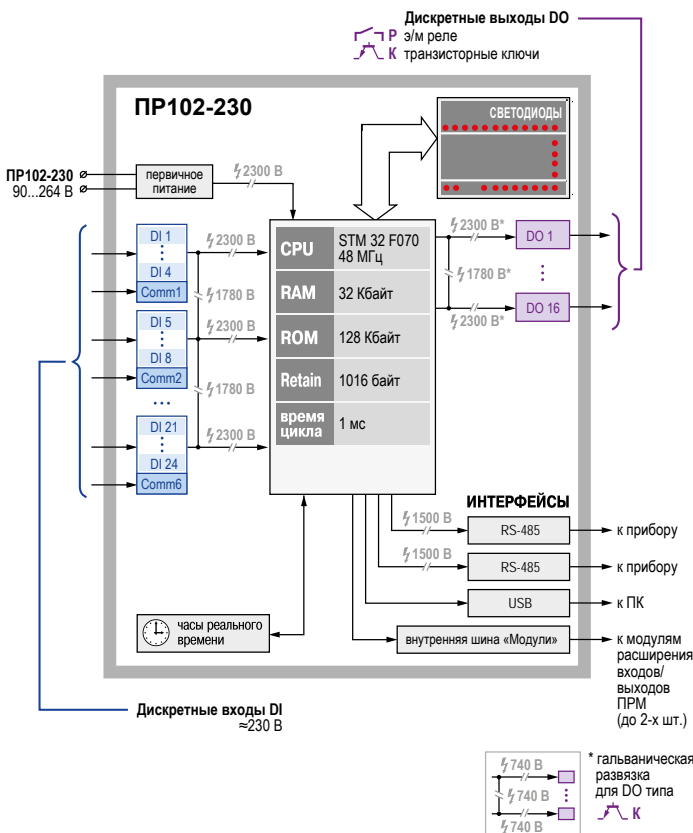 Дискретные выходы DO
Р э/м реле
К транзисторные ключи
ПР102-230
СВЕТОДИОДЫ
ПР102-230
90...264 В
первичное
питание
2300 В
DI 1
DI 4
Comm1
2300 В
1780 В
DI 5
DI 8
Comm2
2300 В
1780 В
...
DI 21
DI 24
Comm6
2300 В
CPU STM 32 F070
48 МГц
RAM 32 Кбайт
ROM 128 Кбайт
Retain 1016 байт
время
цикла
1 мс
2300 В*
DO 1
1780 В*
DO 16
2300 В*
ИНТЕРФЕЙСЫ
1500 В
RS-485
к прибору
1500 В
RS-485
к прибору
USB
к ПК
внутренняя шина «Модули»
к модулям
расширения
входов/
выходов
ПРМ
(до 2-х шт.)
часы реального
времени
Дискретные входы DI
≈230 В
740 В
740 В
740 В
* гальваническая
развязка
для DO типа
К